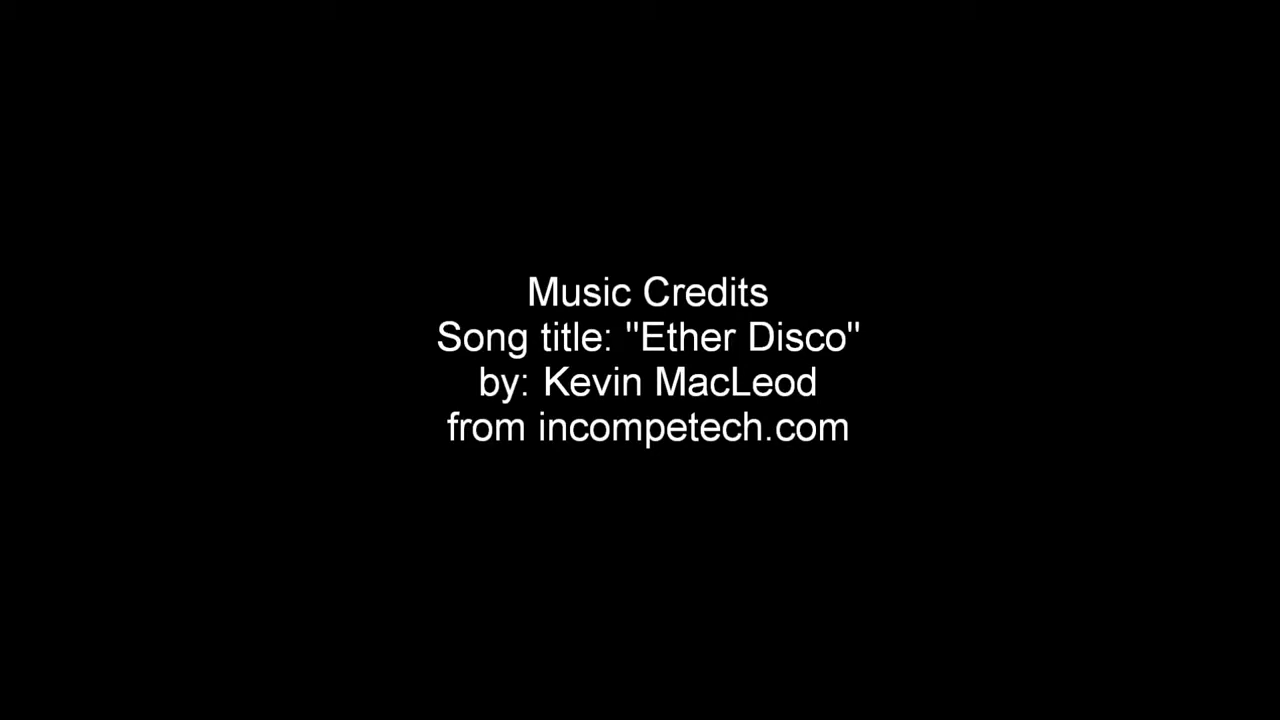 Music Credits
Song title: "Ether Disco"
by: Kevin MacLeod
from incompetech.com